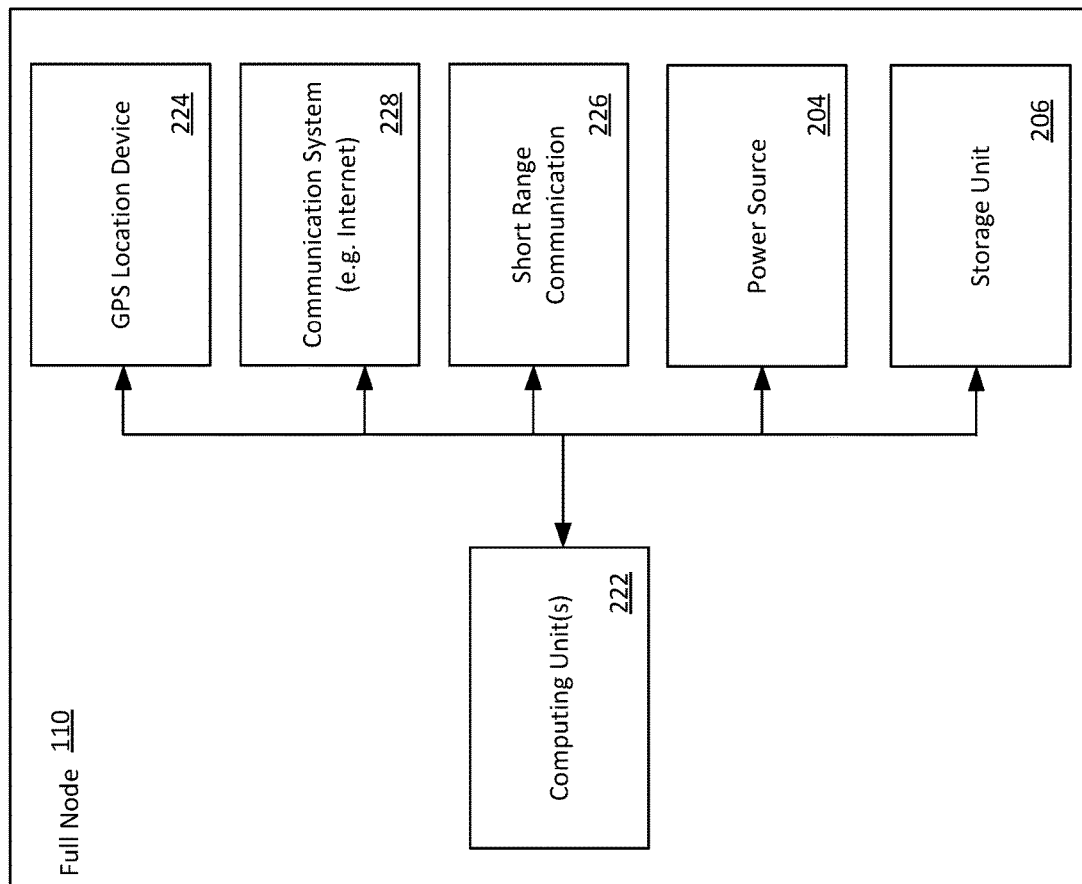 Full Node 110
Computing Unit(s)
222
GPS Location Device
224
Communication System
(e.g. Internet)
228
Short Range
Communication
226
Power Source
204
Storage Unit
206